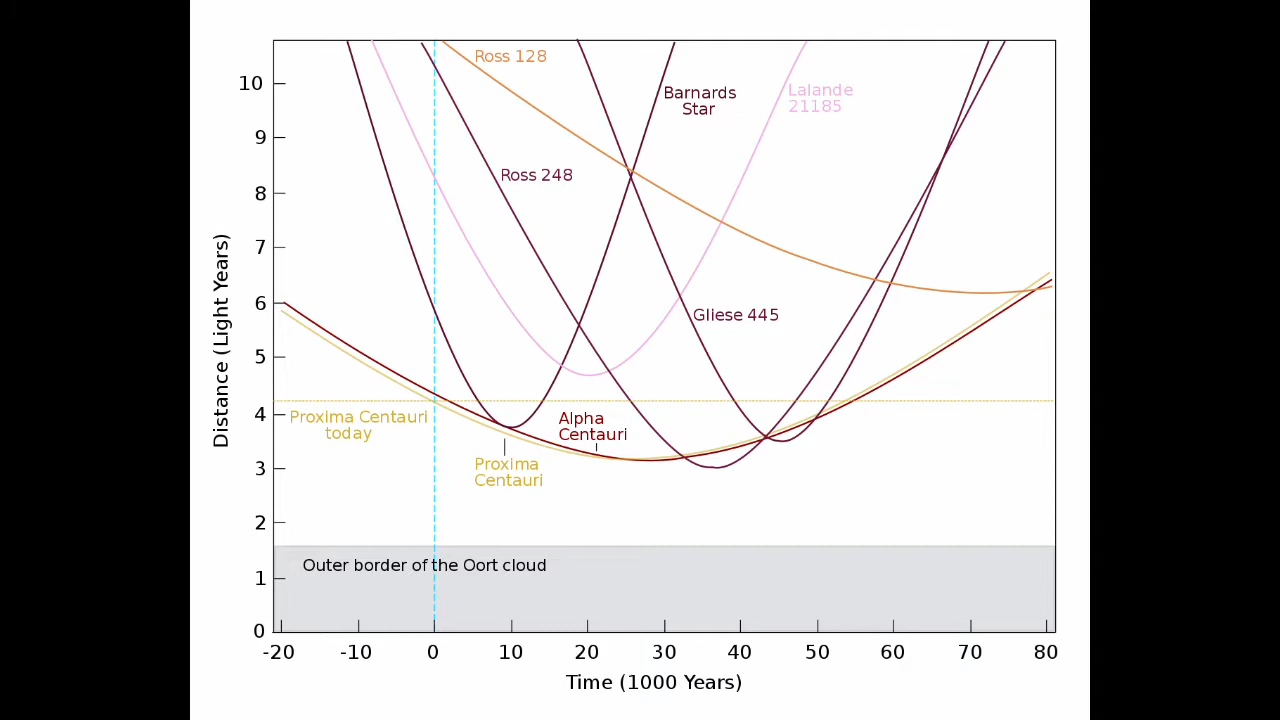 Ross 128
10
Barnards
Star
Lalande
21185
9
Ross 248
8
7
6
Gliese 445
5
4
Proxima Centauri
today
Alpha
Centauri
Proxima
Centauri
3
2
Outer border of the Oort cloud
1
0
Distance (Light Years)
-20 -10 0 10 20 30 40 50 60 70 80
Time (1000 Years)